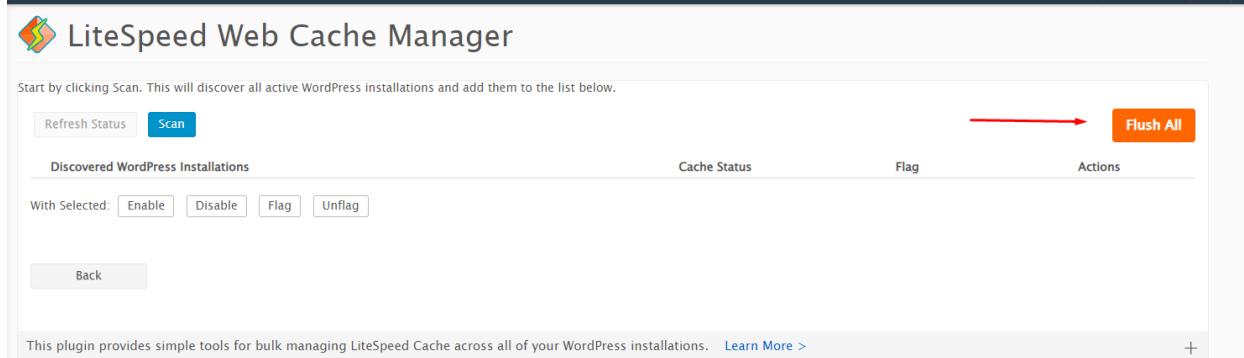 LiteSpeed Web Cache Manager
Start by clicking Scan. This will discover all active WordPress installations and add them to the list below.
Refresh Status Scan Flush All
Discovered WordPress Installations Cache Status Flag Actions
With Selected: Enable Disable Flag Unflag
Back
This plugin provides simple tools for bulk managing LiteSpeed Cache across all of your WordPress installations. Learn More > +